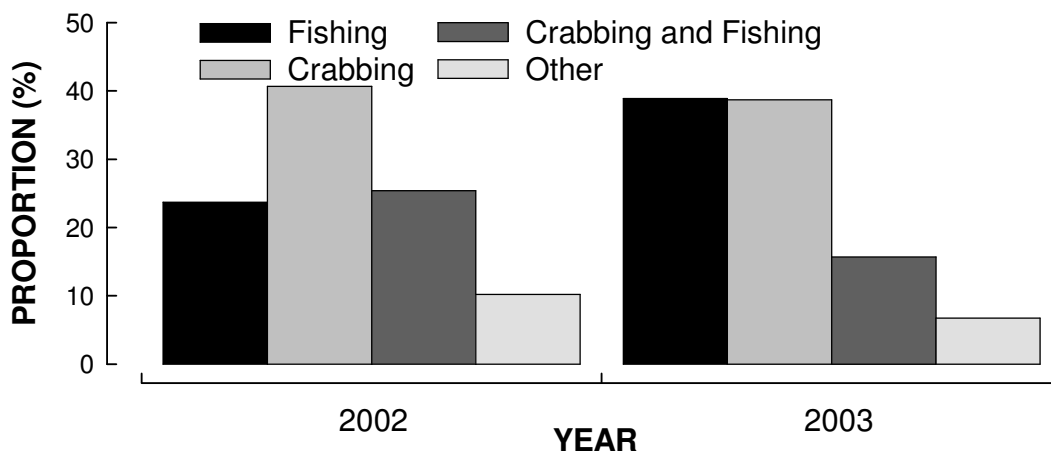 PROPORTION (%)
50
40
30
20
10
0
Fishing
Crabbing and Fishing
Crabbing
Other
2002
2003
YEAR